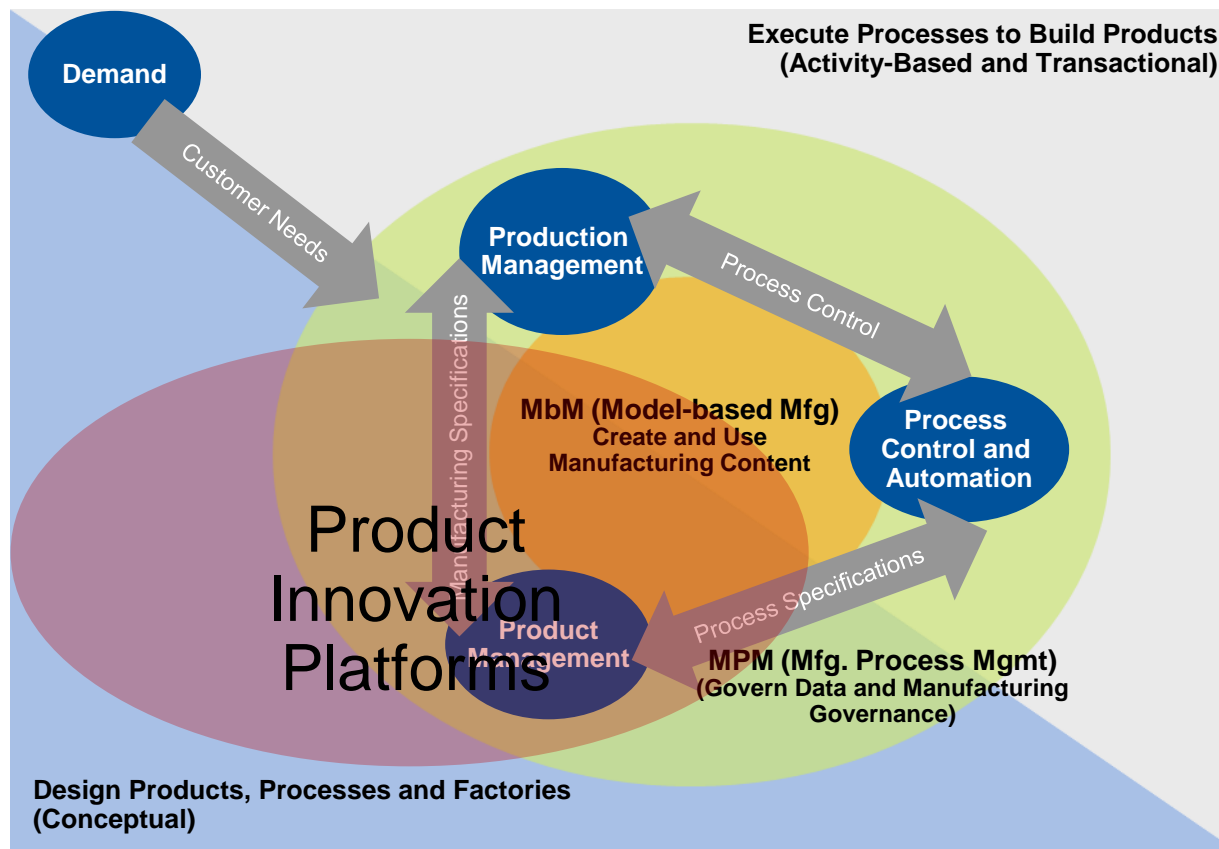 Execute Processes to Build Products
(Activity-Based and Transactional)
Demand
Customer Needs
Production
Management
Process Control
Manufacturing Specifications
MbM (Model-based Mfg)
Create and Use
Manufacturing Content
Process
Control and
Automation
Product
Innovation
Platforms
Process Specifications
Product
Management
MPM (Mfg. Process Mgmt)
(Govern Data and Manufacturing
Governance)
Design Products, Processes and Factories
(Conceptual)